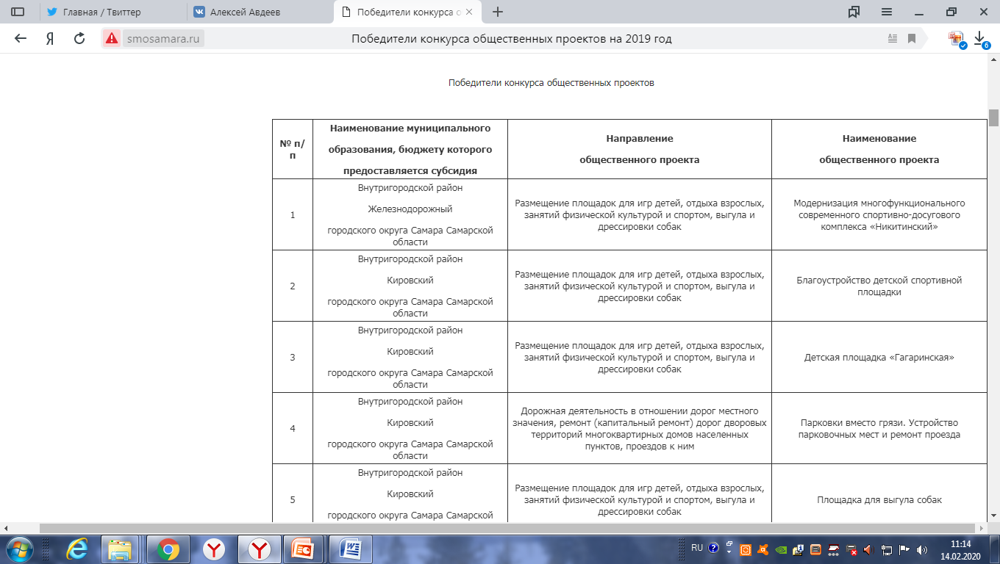 Главная / Твиттер
Алексей Авдеев
Победители конкурса о
smosamara.ru
Победители конкурса общественных проектов на 2019 год
6
Победители конкурса общественных проектов
№ п/
п
Наименование муниципального
образования, бюджету которого
предоставляется субсидия
Направление
общественного проекта
Наименование
общественного проекта
1
Внутригородской район
Железнодорожный
городского округа Самара Самарской
области
Размещение площадок для игр детей, отдыха взрослых,
занятий физической культурой и спортом, выгула и
дрессировки собак
Модернизация многофункционального
современного спортивно-досугового
комплекса «Никитинский»
2
Внутригородской район
Кировский
городского округа Самара Самарской
области
Размещение площадок для игр детей, отдыха взрослых,
занятий физической культурой и спортом, выгула и
дрессировки собак
Благоустройство детской спортивной
площадки
3
Внутригородской район
Кировский
городского округа Самара Самарской
области
Размещение площадок для игр детей, отдыха взрослых,
занятий физической культурой и спортом, выгула и
дрессировки собак
Детская площадка «Гагаринская»
4
Внутригородской район
Кировский
городского округа Самара Самарской
области
Дорожная деятельность в отношении дорог местного
значения, ремонт (капитальный ремонт) дорог дворовых
территорий многоквартирных домов населенных
пунктов, проездов к ним
Парковки вместо грязи. Устройство
парковочных мест и ремонт проезда
5
Внутригородской район
Кировский
городского округа Самара Самарской
Размещение площадок для игр детей, отдыха взрослых,
занятий физической культурой и спортом, выгула и
дрессировки собак
Площадка для выгула собак
RU
11:14
14.02.2020